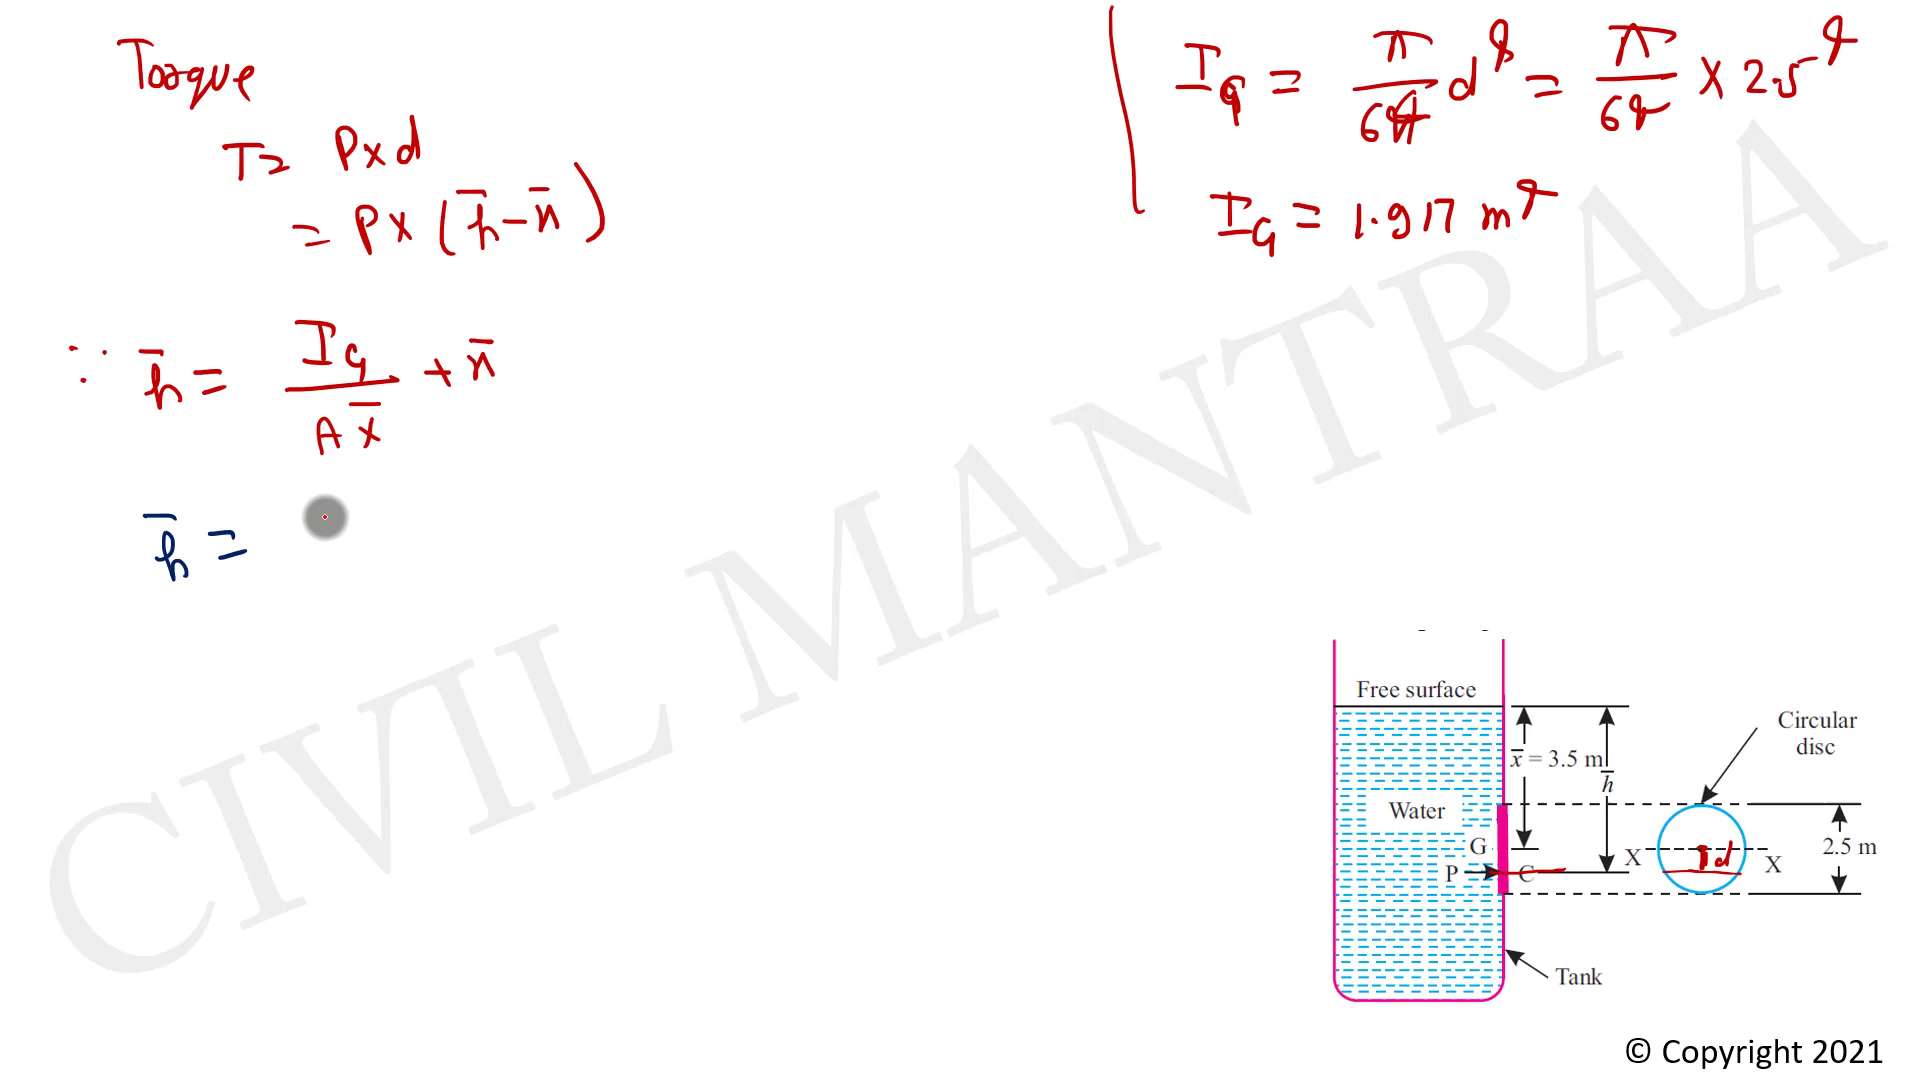 Torque
T= P×d
= P×(h̄-x̄)
∵ h̄ = I_G / A x̄ + x̄
h̄ =
I_G = π/64 d⁴ = π/64 × 2.5⁴
I_G = 1.917 m⁴
CIVIL MANTRAA
Free surface
Circular
disc
x̄ = 3.5 m
h̄
Water
G
P
C
X
d
X
2.5 m
Tank
© Copyright 2021